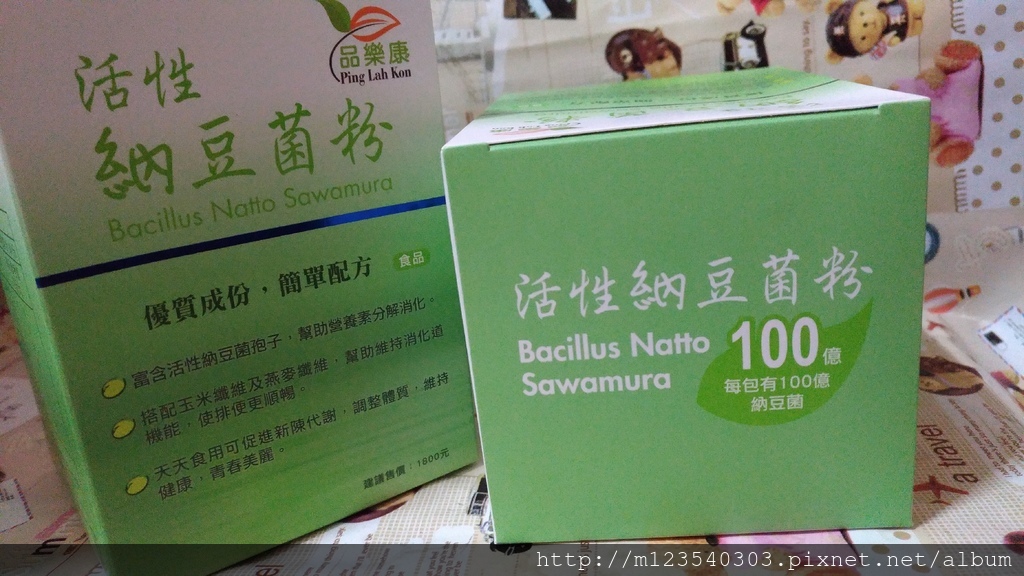 品樂康
Ping Lah Kon
活性
納豆菌粉
Bacillus Natto Sawamura
優質成份，簡單配方
食品
富含活性納豆菌孢子，幫助營養素分解消化。
搭配玉米纖維及燕麥纖維，幫助維持消化道
機能，使排便更順暢。
天天食用可促進新陳代謝，調整體質，維持
健康，青春美麗。
建議售價：1800元
活性納豆菌粉
Bacillus Natto
Sawamura
100億
每包有100億
納豆菌
a travel
http://m123540303.pixnet.net/album